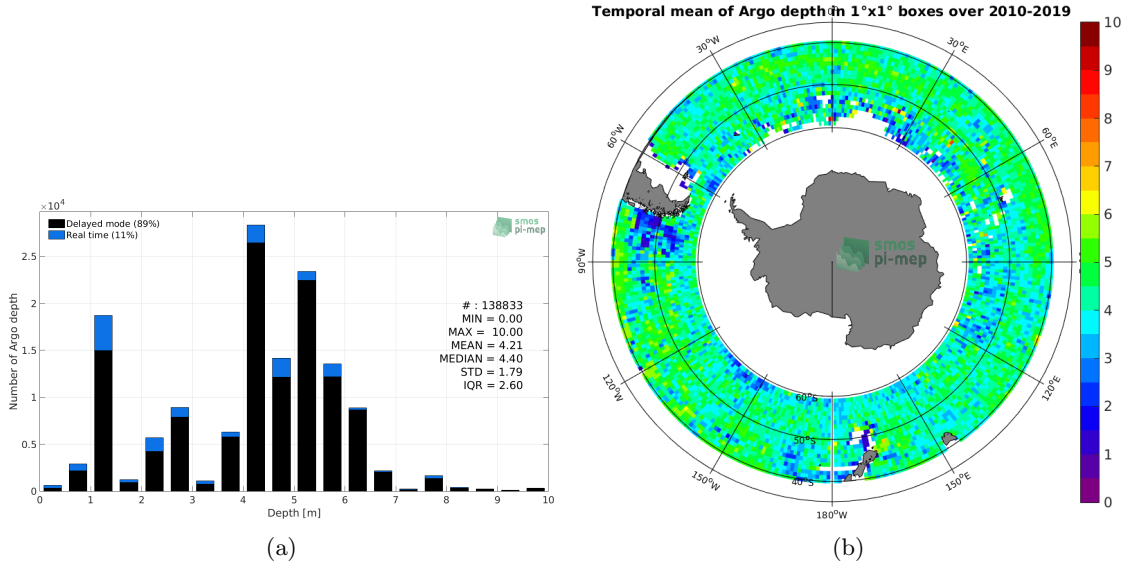 Temporal mean of Argo depth in 1°x1° boxes over 2010-2019
×10⁴
Delayed mode (89%)
Real time (11%)
smos
pi-mep
2.5
2
1.5
1
0.5
0
Number of Argo depth
# : 138833
MIN = 0.00
MAX = 10.00
MEAN = 4.21
MEDIAN = 4.40
STD = 1.79
IQR = 2.60
0 1 2 3 4 5 6 7 8 9 10
Depth [m]
(a)
0°E
30°W
30°E
60°W
60°E
90°W
90°E
120°W
120°E
150°W
150°E
180°W
60°S
50°S
40°S
smos
pi-mep
10
9
8
7
6
5
4
3
2
1
0
(b)